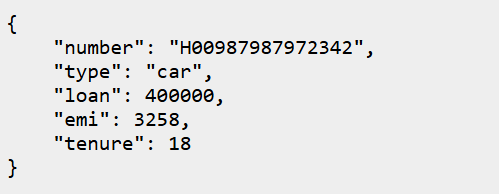 {
    "number": "H00987987972342",
    "type": "car",
    "loan": 400000,
    "emi": 3258,
    "tenure": 18
}